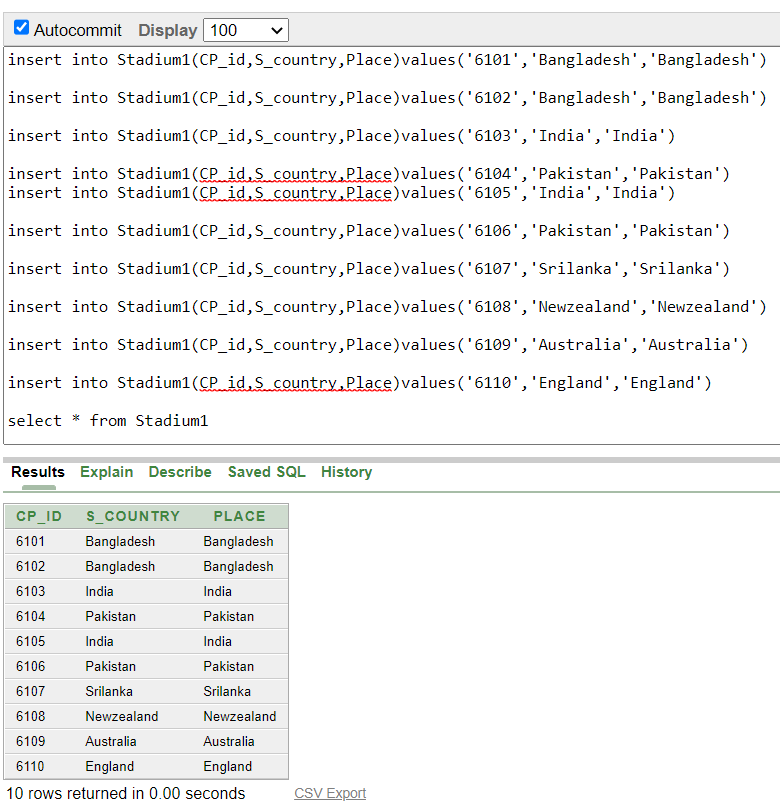 Autocommit Display 100
insert into Stadium1(CP_id,S_country,Place)values('6101','Bangladesh','Bangladesh')
insert into Stadium1(CP_id,S_country,Place)values('6102','Bangladesh','Bangladesh')
insert into Stadium1(CP_id,S_country,Place)values('6103','India','India')
insert into Stadium1(CP_id,S_country,Place)values('6104','Pakistan','Pakistan')
insert into Stadium1(CP_id,S_country,Place)values('6105','India','India')
insert into Stadium1(CP_id,S_country,Place)values('6106','Pakistan','Pakistan')
insert into Stadium1(CP_id,S_country,Place)values('6107','Srilanka','Srilanka')
insert into Stadium1(CP_id,S_country,Place)values('6108','Newzealand','Newzealand')
insert into Stadium1(CP_id,S_country,Place)values('6109','Australia','Australia')
insert into Stadium1(CP_id,S_country,Place)values('6110','England','England')
select * from Stadium1
Results Explain Describe Saved SQL History
CP_ID S_COUNTRY PLACE
6101 Bangladesh Bangladesh
6102 Bangladesh Bangladesh
6103 India India
6104 Pakistan Pakistan
6105 India India
6106 Pakistan Pakistan
6107 Srilanka Srilanka
6108 Newzealand Newzealand
6109 Australia Australia
6110 England England
10 rows returned in 0.00 seconds CSV Export